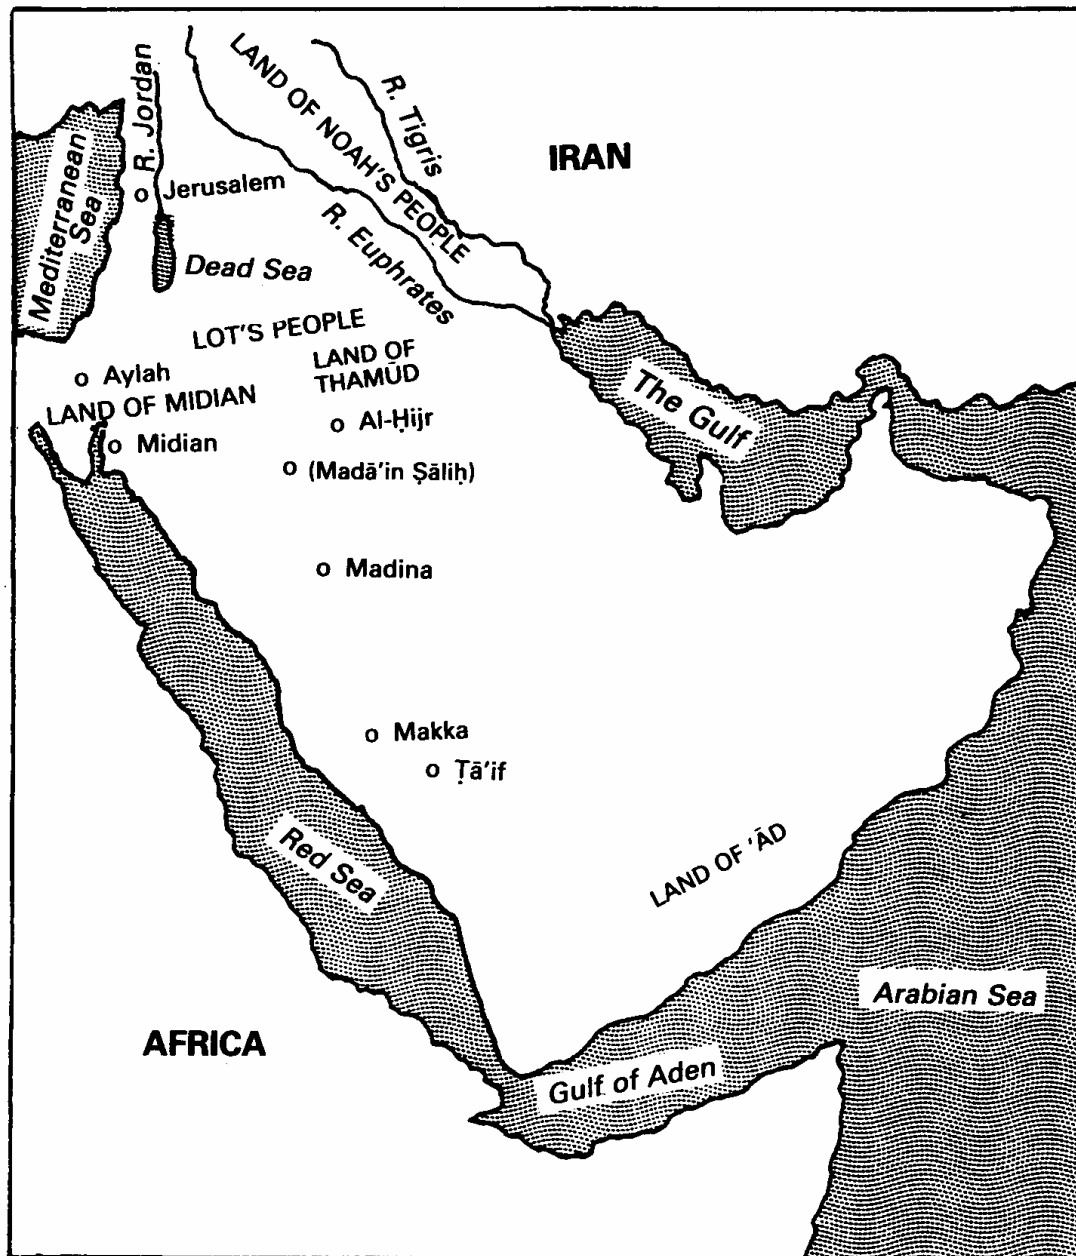 R. Jordan
LAND OF NOAH'S PEOPLE
R. Tigris
IRAN
Mediterranean
Sea
Jerusalem
R. Euphrates
Dead Sea
LOT'S PEOPLE
LAND OF
THAMŪD
Aylah
LAND OF MIDIAN
Midian
Al-Ḥijr
(Madā'in Ṣāliḥ)
The Gulf
Madina
Makka
Ṭā'if
Red Sea
LAND OF 'ĀD
Arabian Sea
AFRICA
Gulf of Aden